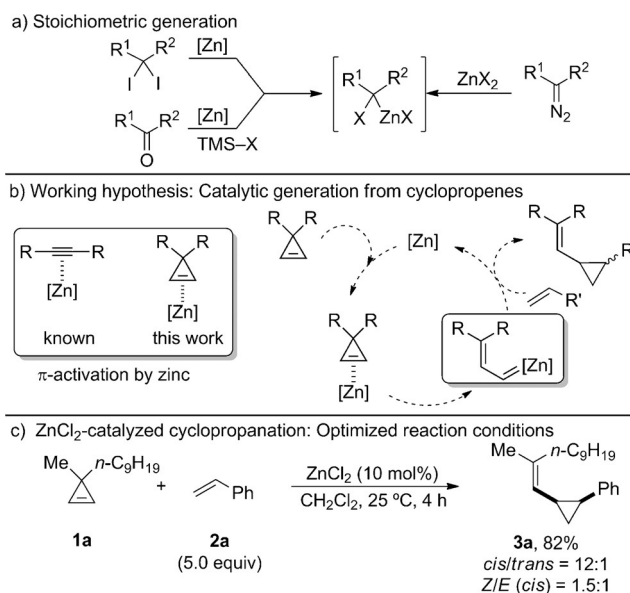 a) Stoichiometric generation
R1 R2 [Zn]
I I
R1 R2 [Zn]
O TMS–X
R1 R2
X ZnX
ZnX2
R1 R2
N2
b) Working hypothesis: Catalytic generation from cyclopropenes
R R
[Zn]
known
R R
[Zn]
this work
π-activation by zinc
R R
[Zn]
R R
R'
R'
R R
[Zn]
R R
[Zn]
c) ZnCl2-catalyzed cyclopropanation: Optimized reaction conditions
Me n-C9H19
1a
+
Ph
2a
(5.0 equiv)
ZnCl2 (10 mol%)
CH2Cl2, 25 ºC, 4 h
Me n-C9H19
Ph
3a, 82%
cis/trans = 12:1
Z/E (cis) = 1.5:1